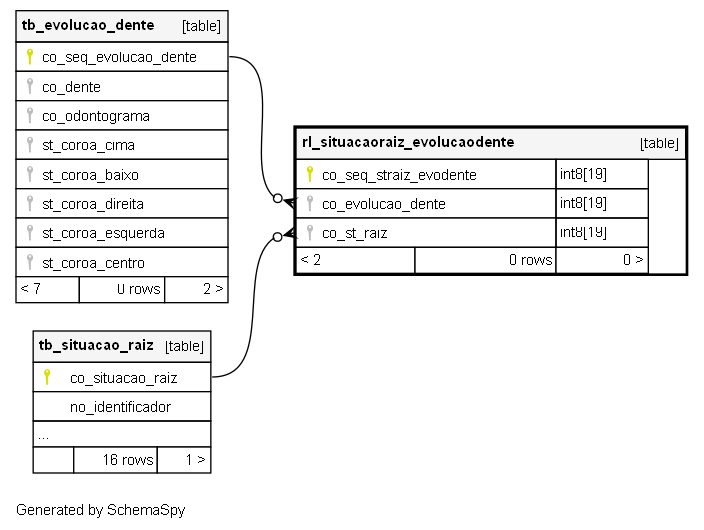 tb_evolucao_dente [table]
co_seq_evolucao_dente
co_dente
co_odontograma
st_coroa_cima
st_coroa_baixo
st_coroa_direita
st_coroa_esquerda
st_coroa_centro
< 7 0 rows 2 >
rl_situacaoraiz_evolucaodente [table]
co_seq_straiz_evodente int8[19]
co_evolucao_dente int8[19]
co_st_raiz int8[19]
< 2 0 rows 0 >
tb_situacao_raiz [table]
co_situacao_raiz
no_identificador
...
16 rows 1 >
Generated by SchemaSpy